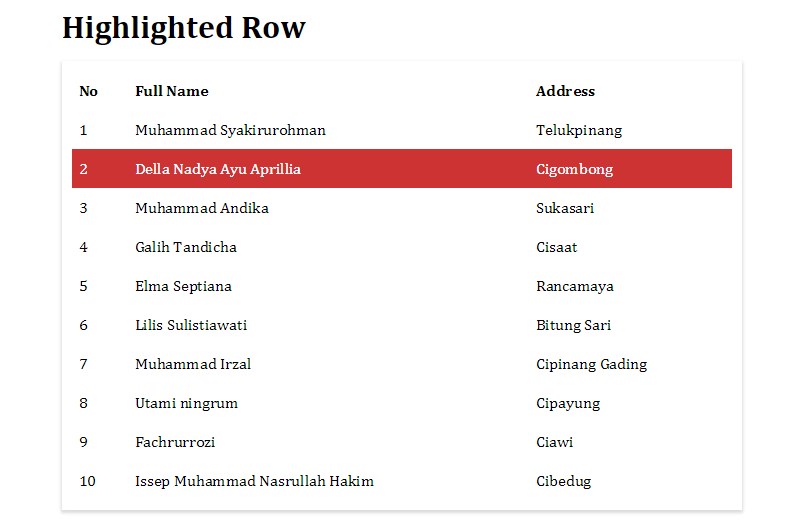 Highlighted Row
No Full Name Address
1 Muhammad Syakirurohman Telukpinang
2 Della Nadya Ayu Aprillia Cigombong
3 Muhammad Andika Sukasari
4 Galih Tandicha Cisaat
5 Elma Septiana Rancamaya
6 Lilis Sulistiawati Bitung Sari
7 Muhammad Irzal Cipinang Gading
8 Utami ningrum Cipayung
9 Fachrurrozi Ciawi
10 Issep Muhammad Nasrullah Hakim Cibedug